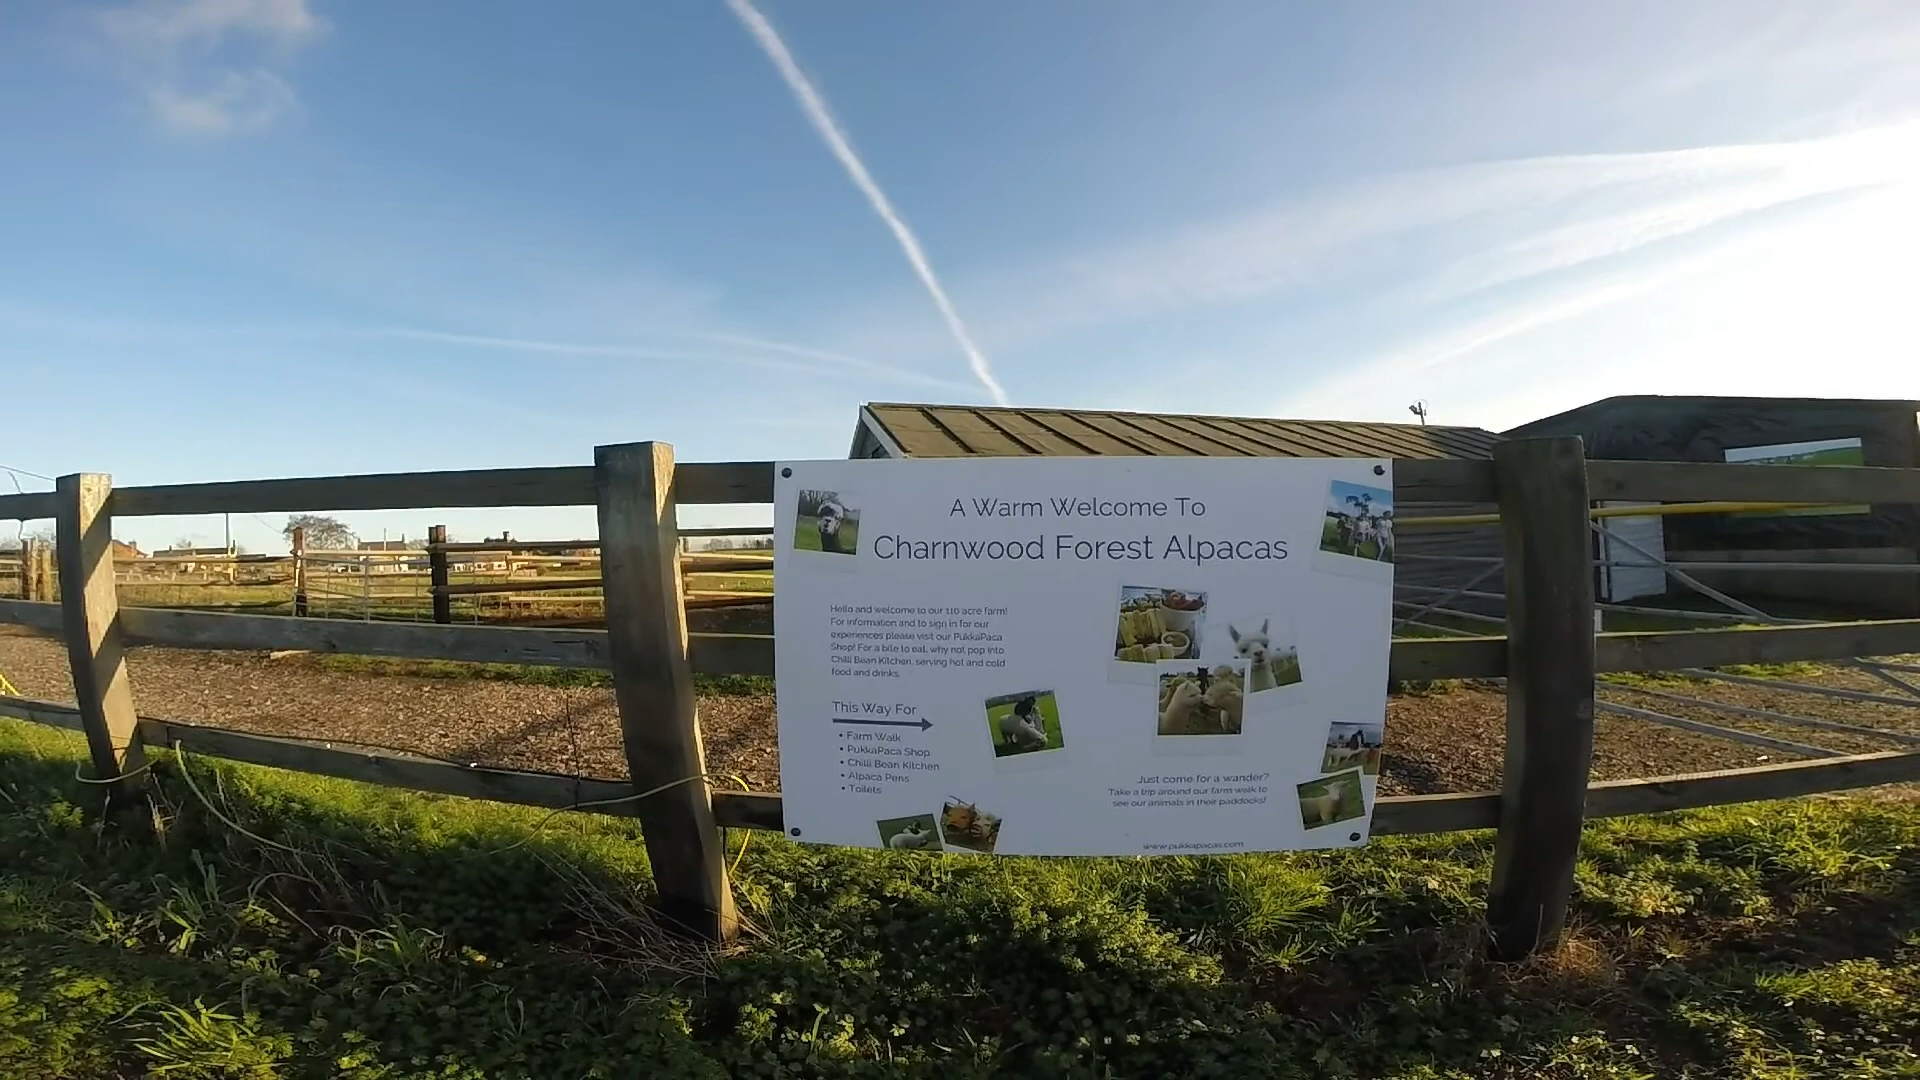 A Warm Welcome To
Charnwood Forest Alpacas
Hello and welcome to our 110 acre farm!
For information and to sign in for our
experiences please visit our PukkaPaca
Shop! For a bite to eat, why not pop into
Chilli Bean Kitchen, serving hot and cold
food and drinks.
This Way For
• Farm Walk
• PukkaPaca Shop
• Chilli Bean Kitchen
• Alpaca Pens
• Toilets
Just come for a wander?
Take a trip around our farm walk to
see our animals in their paddocks!
www.pukkapacas.com